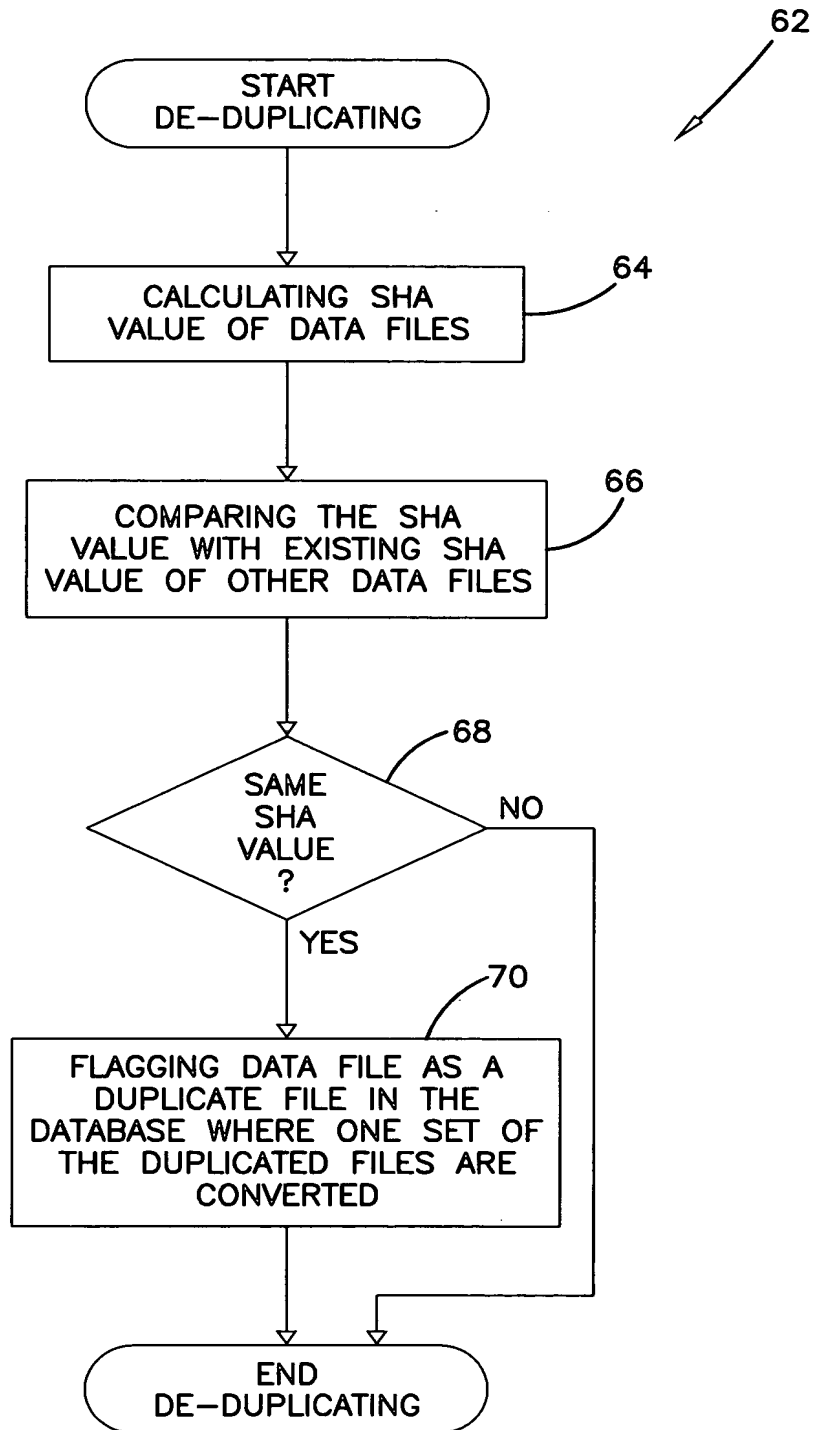 62
START
DE-DUPLICATING
64
CALCULATING SHA
VALUE OF DATA FILES
66
COMPARING THE SHA
VALUE WITH EXISTING SHA
VALUE OF OTHER DATA FILES
68
SAME
SHA
VALUE
?
NO
YES
70
FLAGGING DATA FILE AS A
DUPLICATE FILE IN THE
DATABASE WHERE ONE SET OF
THE DUPLICATED FILES ARE
CONVERTED
END
DE-DUPLICATING